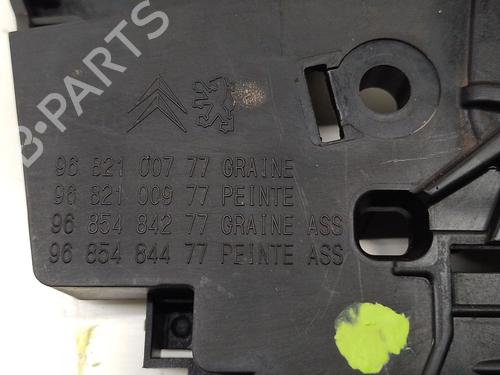 B-PARTS
96 821 007 77 GRAINE
96 821 009 77 PEINTE
96 854 842 77 GRAINE ASS
96 854 844 77 PEINTE ASS